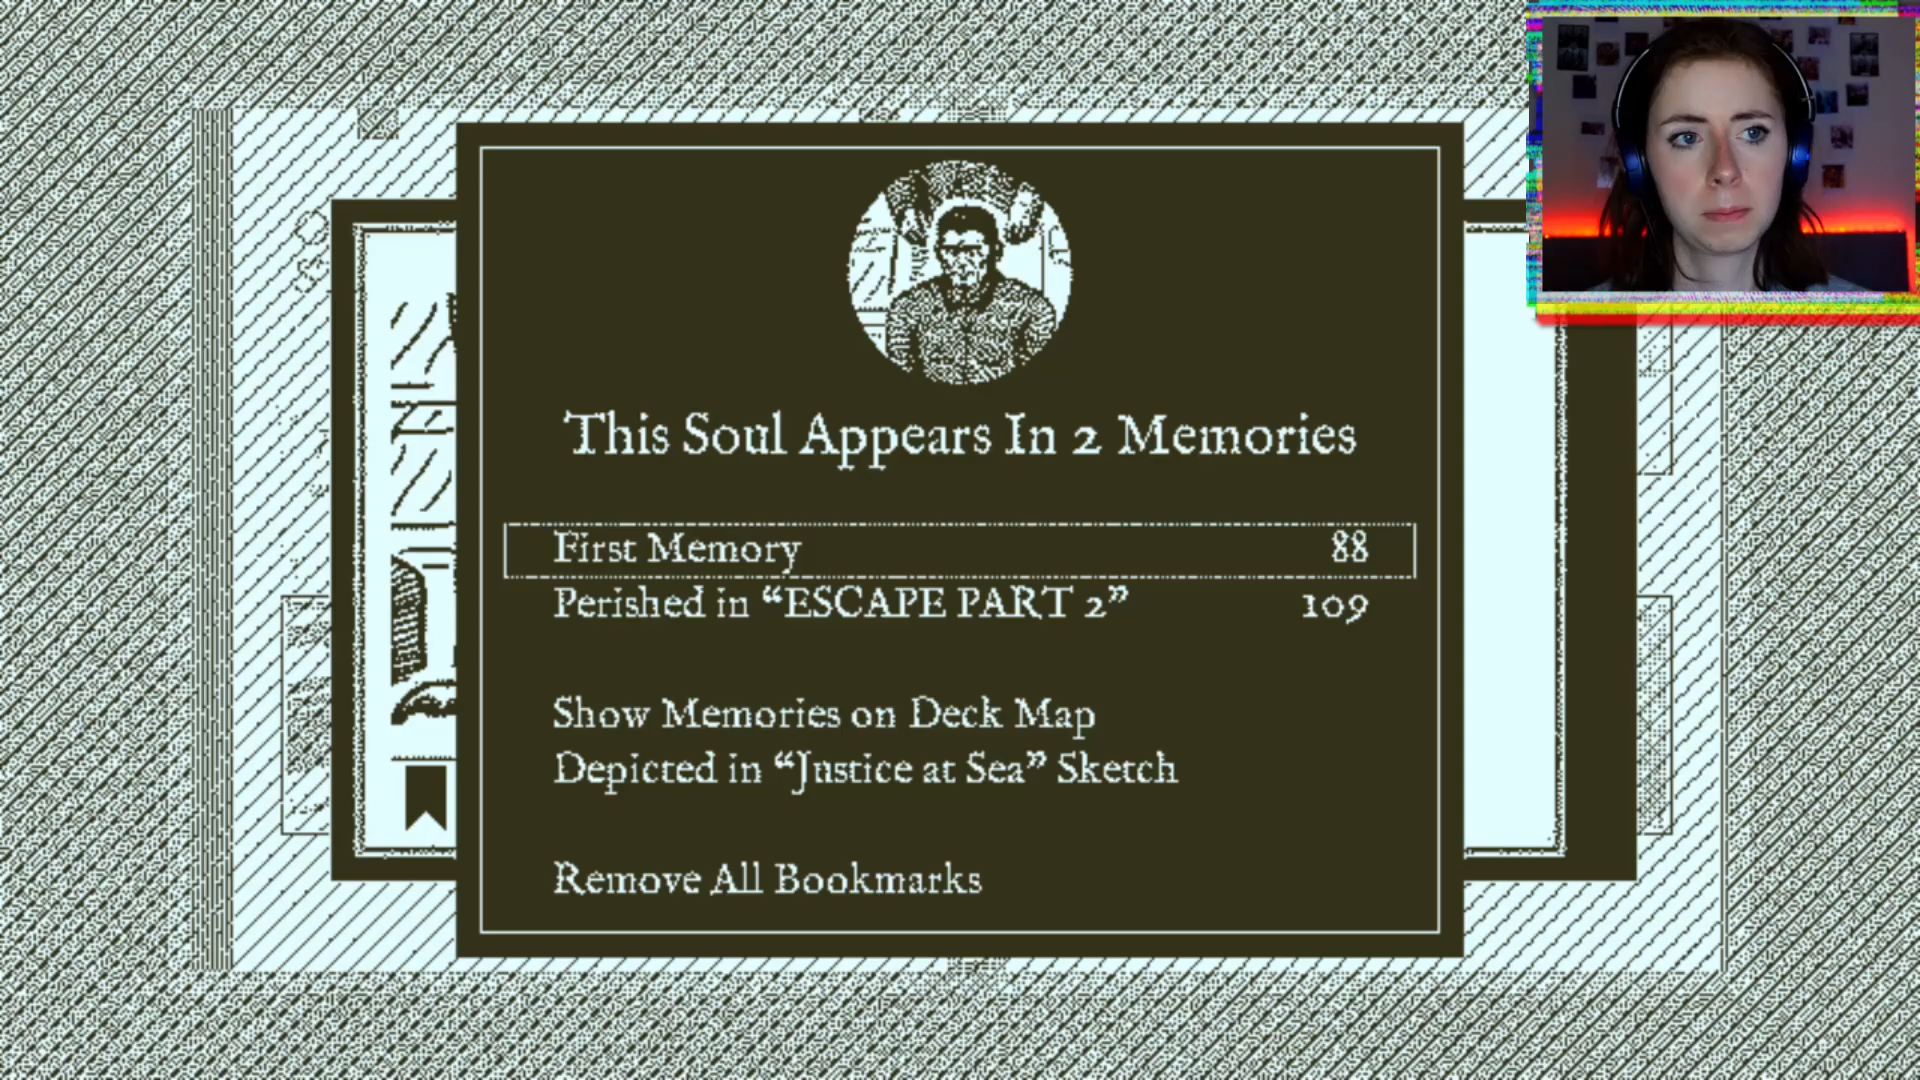 This Soul Appears In 2 Memories
First Memory 88
Perished in “ESCAPE PART 2” 109
Show Memories on Deck Map
Depicted in “Justice at Sea” Sketch
Remove All Bookmarks